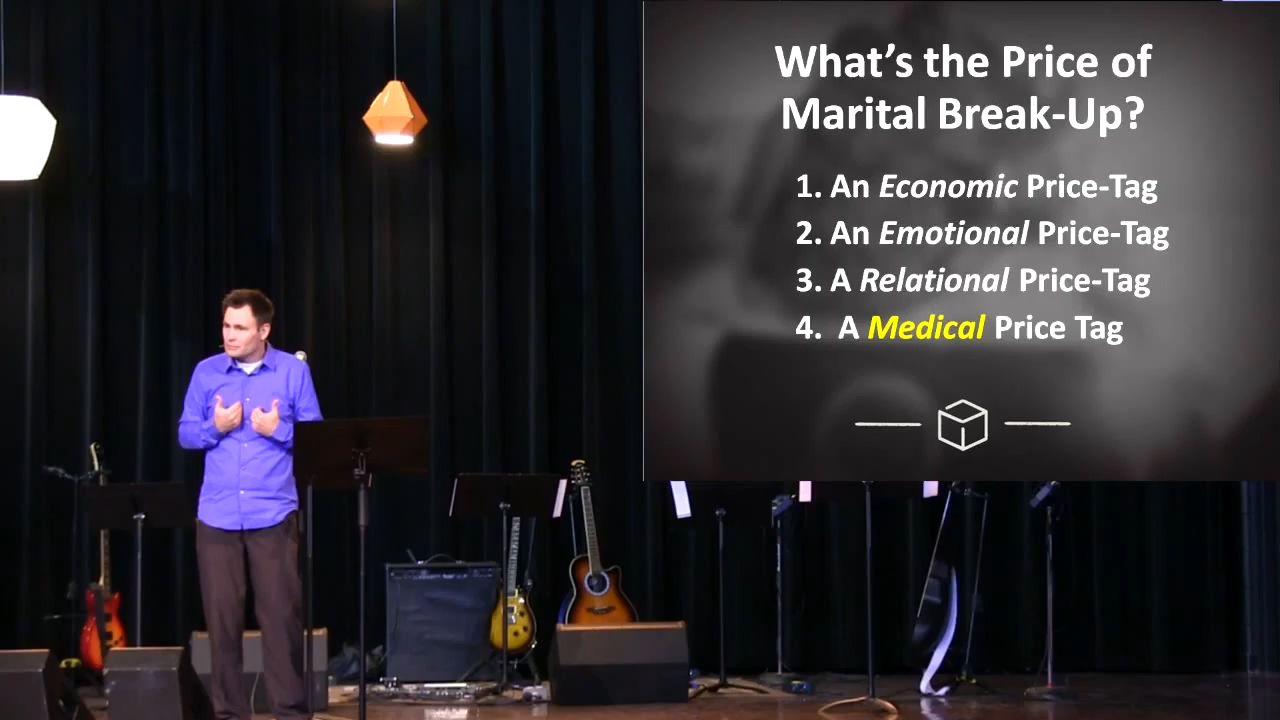 What’s the Price of
Marital Break-Up?
1. An Economic Price-Tag
2. An Emotional Price-Tag
3. A Relational Price-Tag
4. A Medical Price Tag